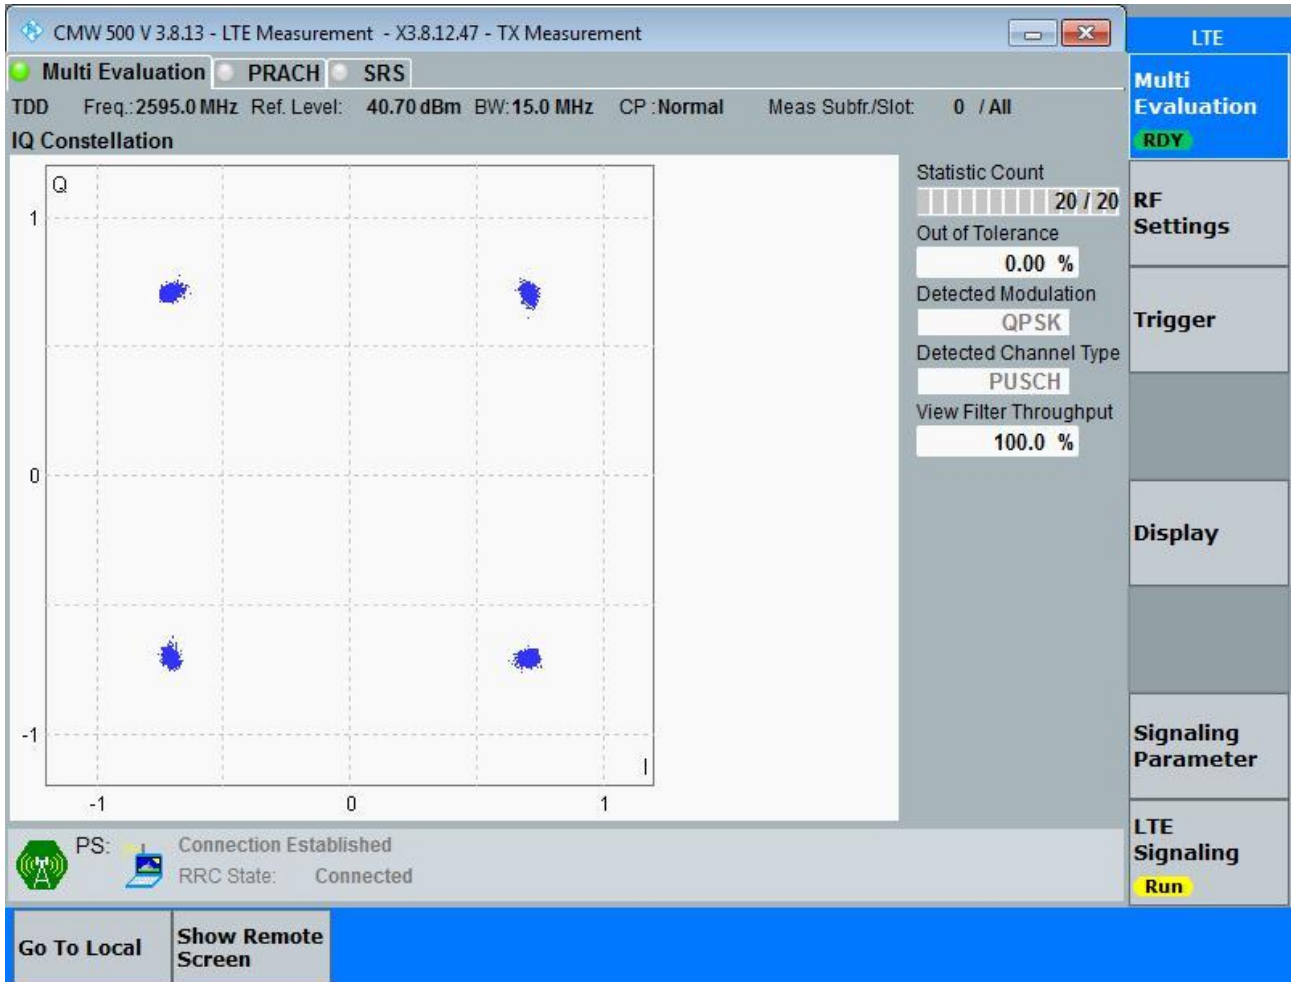 CMW 500 V 3.8.13 - LTE Measurement - X3.8.12.47 - TX Measurement
LTE
Multi Evaluation PRACH SRS
Multi
Evaluation
RDY
TDD Freq.: 2595.0 MHz Ref. Level: 40.70 dBm BW: 15.0 MHz CP : Normal Meas Subfr./Slot: 0 / All
IQ Constellation
Q
1
0
-1
I
-1 0 1
Statistic Count
20 / 20
Out of Tolerance
0.00 %
Detected Modulation
QPSK
Detected Channel Type
PUSCH
View Filter Throughput
100.0 %
RF
Settings
Trigger
Display
Signaling
Parameter
LTE
Signaling
Run
PS: Connection Established
RRC State: Connected
Go To Local
Show Remote
Screen